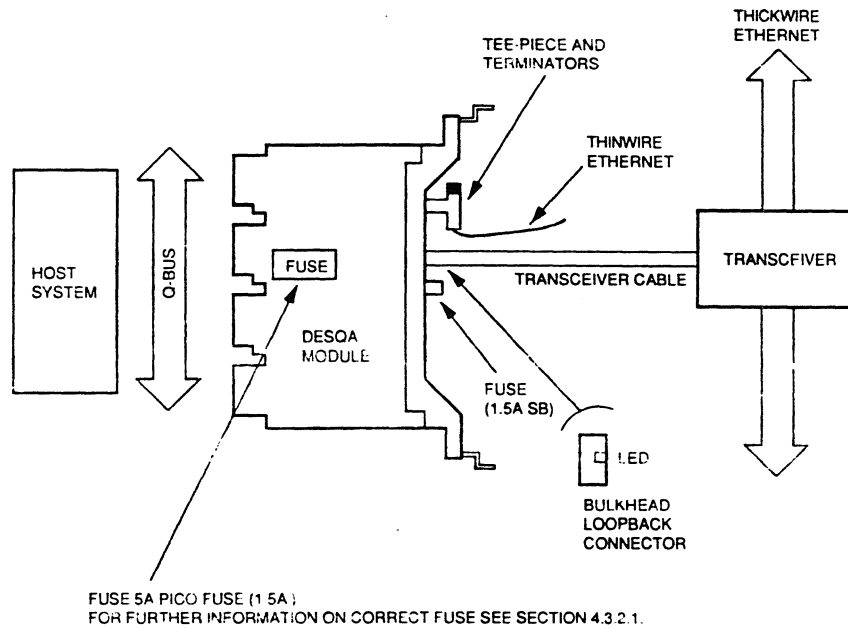 THICKWIRE
ETHERNET
TEE-PIECE AND
TERMINATORS
THINWIRE
ETHERNET
HOST
SYSTEM
Q-BUS
FUSE
DESQA
MODULE
TRANSCEIVER CABLE
TRANSCFIVER
FUSE
(1.5A SB)
LED
BULKHEAD
LOOPBACK
CONNECTOR
FUSE 5A PICO FUSE (1 5A)
FOR FURTHER INFORMATION ON CORRECT FUSE SEE SECTION 4.3.2.1.